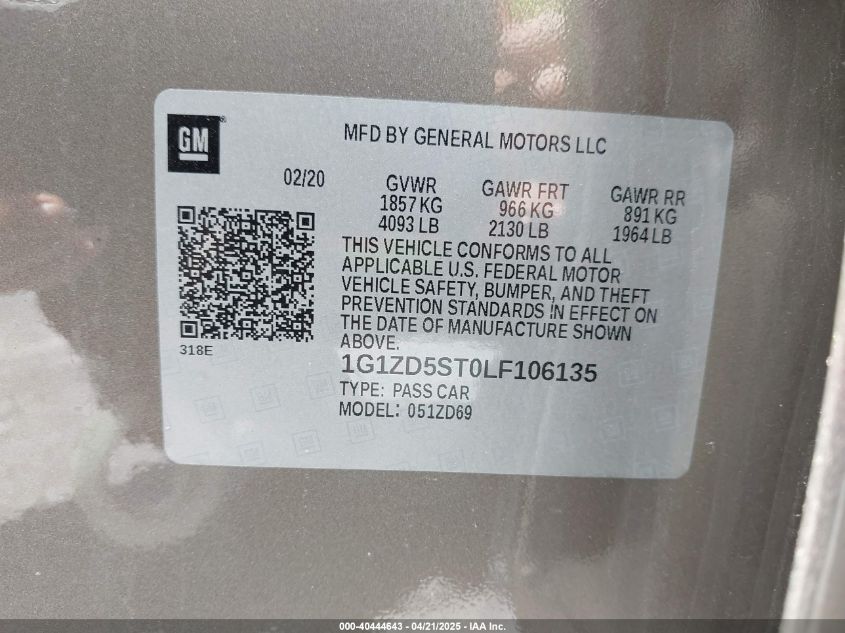 GM
MFD BY GENERAL MOTORS LLC
02/20
GVWR
1857 KG
4093 LB
GAWR FRT
966 KG
2130 LB
GAWR RR
891 KG
1964 LB
THIS VEHICLE CONFORMS TO ALL
APPLICABLE U.S. FEDERAL MOTOR
VEHICLE SAFETY, BUMPER, AND THEFT
PREVENTION STANDARDS IN EFFECT ON
THE DATE OF MANUFACTURE SHOWN
ABOVE.
318E
1G1ZD5ST0LF106135
TYPE: PASS CAR
MODEL: 051ZD69
000-40444643 - 04/21/2025 - IAA Inc.